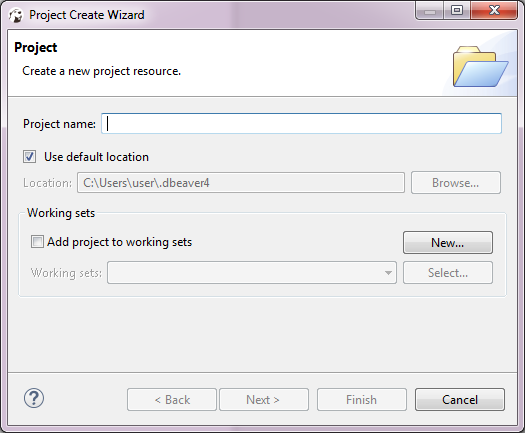 Project Create Wizard
Project
Create a new project resource.
Project name:
Use default location
Location: C:\Users\user\.dbeaver4 Browse...
Working sets
Add project to working sets New...
Working sets: Select...
? < Back Next > Finish Cancel